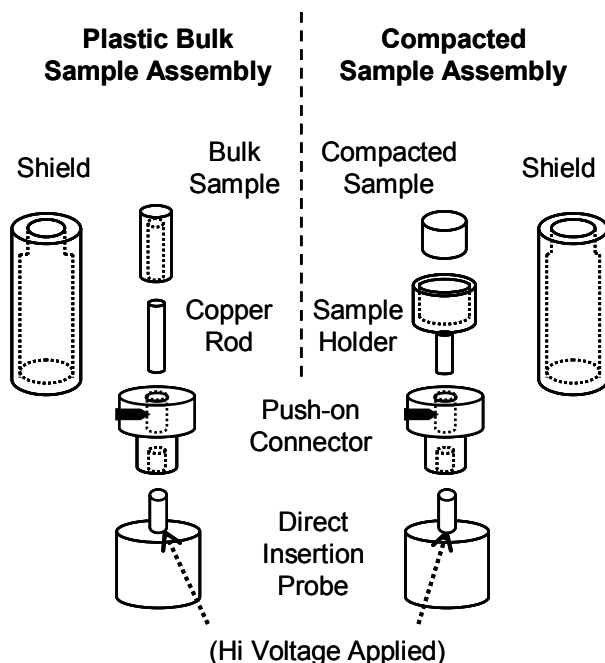 Plastic Bulk
Sample Assembly
Compacted
Sample Assembly
Shield
Bulk
Sample
Compacted
Sample
Shield
Copper
Rod
Sample
Holder
Push-on
Connector
Direct
Insertion
Probe
(Hi Voltage Applied)